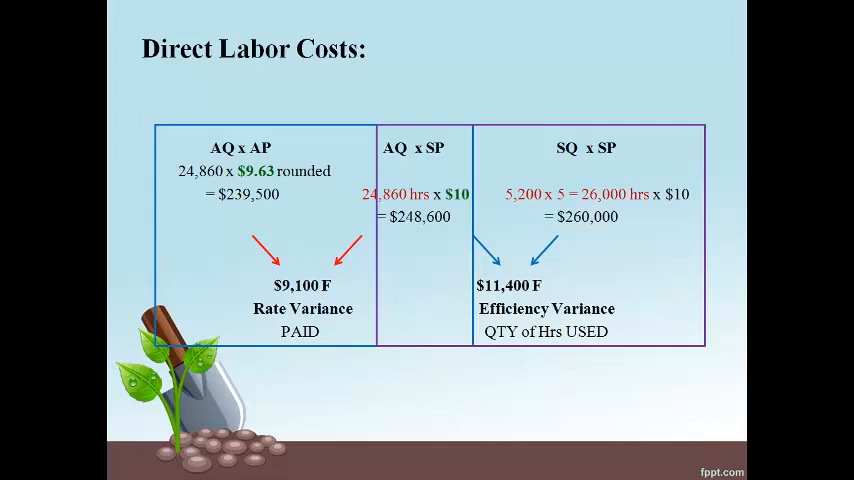 Direct Labor Costs:
AQ x AP
24,860 x $9.63 rounded
= $239,500
AQ x SP
24,860 hrs x $10
= $248,600
SQ x SP
5,200 x 5 = 26,000 hrs x $10
= $260,000
$9,100 F
Rate Variance
PAID
$11,400 F
Efficiency Variance
QTY of Hrs USED
fppt.com